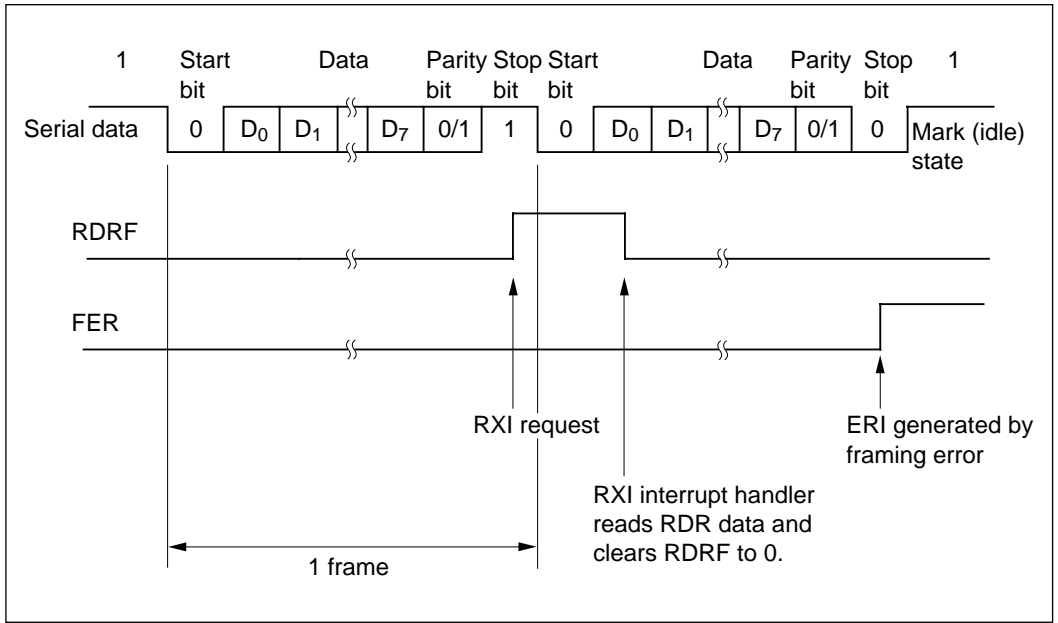 1 Start Data Parity Stop Start Data Parity Stop 1
bit bit bit bit bit bit
Serial data 0 D0 D1 D7 0/1 1 0 D0 D1 D7 0/1 0 Mark (idle)
state
RDRF
FER
RXI request
ERI generated by
framing error
RXI interrupt handler
reads RDR data and
clears RDRF to 0.
1 frame